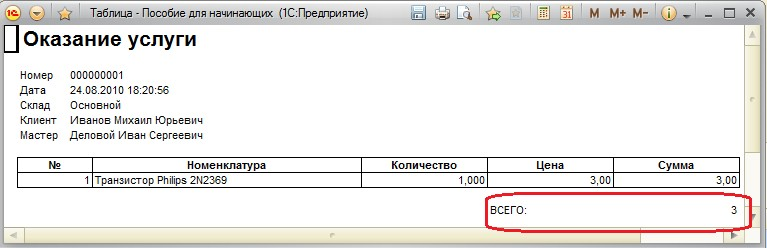 1С Таблица - Пособие для начинающих (1С:Предприятие) 31 M M+ M-
Оказание услуги
Номер 000000001
Дата 24.08.2010 18:20:56
Склад Основной
Клиент Иванов Михаил Юрьевич
Мастер Деловой Иван Сергеевич
№ Номенклатура Количество Цена Сумма
1 Транзистор Philips 2N2369 1,000 3,00 3,00
ВСЕГО: 3